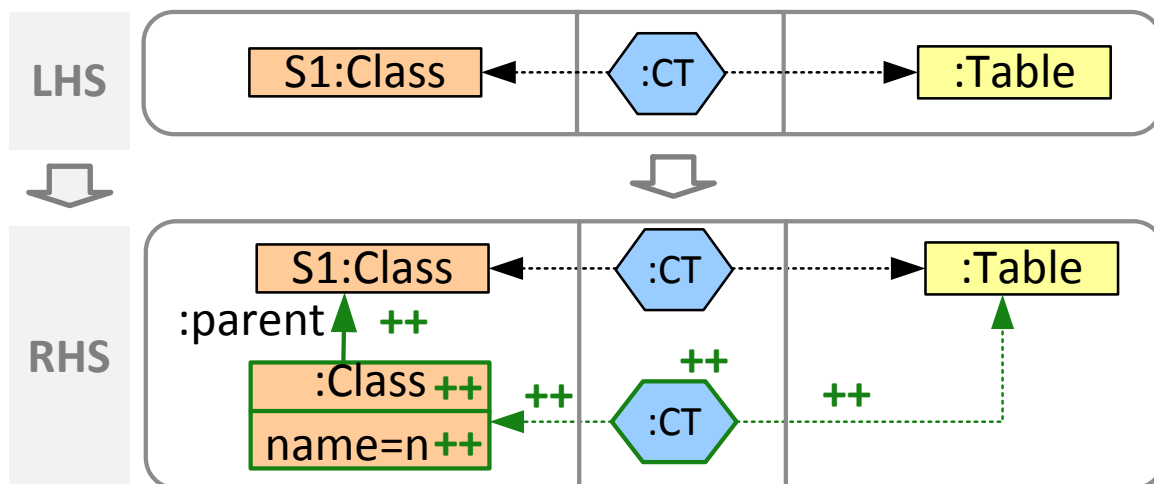 LHS
S1:Class
:CT
:Table
RHS
S1:Class
:CT
:Table
:parent
++
:Class ++
++
++
++
name=n ++
:CT